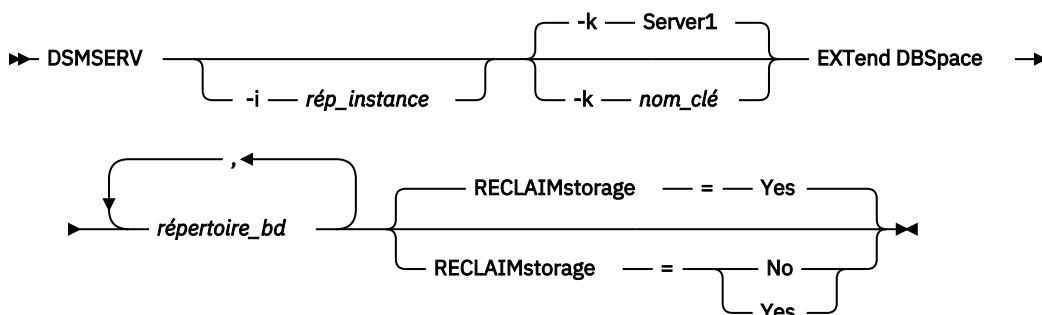 -k Server1
DSMSERV EXTend DBSpace
-i rép_instance -k nom_clé
,
RECLAIMstorage = Yes
répertoire_bd
RECLAIMstorage = No
Yes